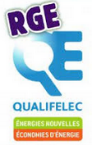 RGE
QE
QUALIFELEC
ÉNERGIES NOUVELLES
ÉCONOMIES D'ÉNERGIE